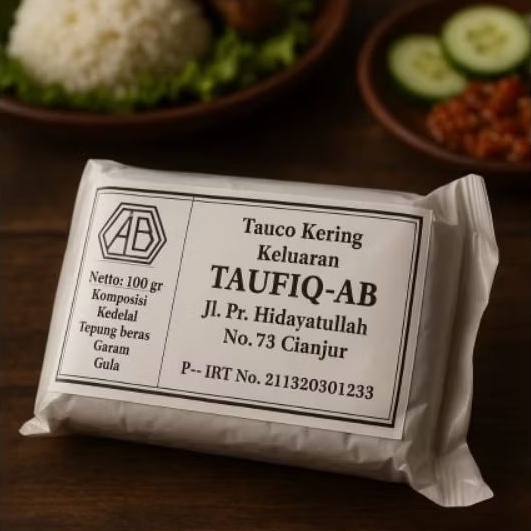 AB
Netto: 100 gr
Komposisi
Kedelal
Tepung beras
Garam
Gula
Tauco Kering
Keluaran
TAUFIQ-AB
Jl. Pr. Hidayatullah
No. 73 Cianjur
P-- IRT No. 211320301233